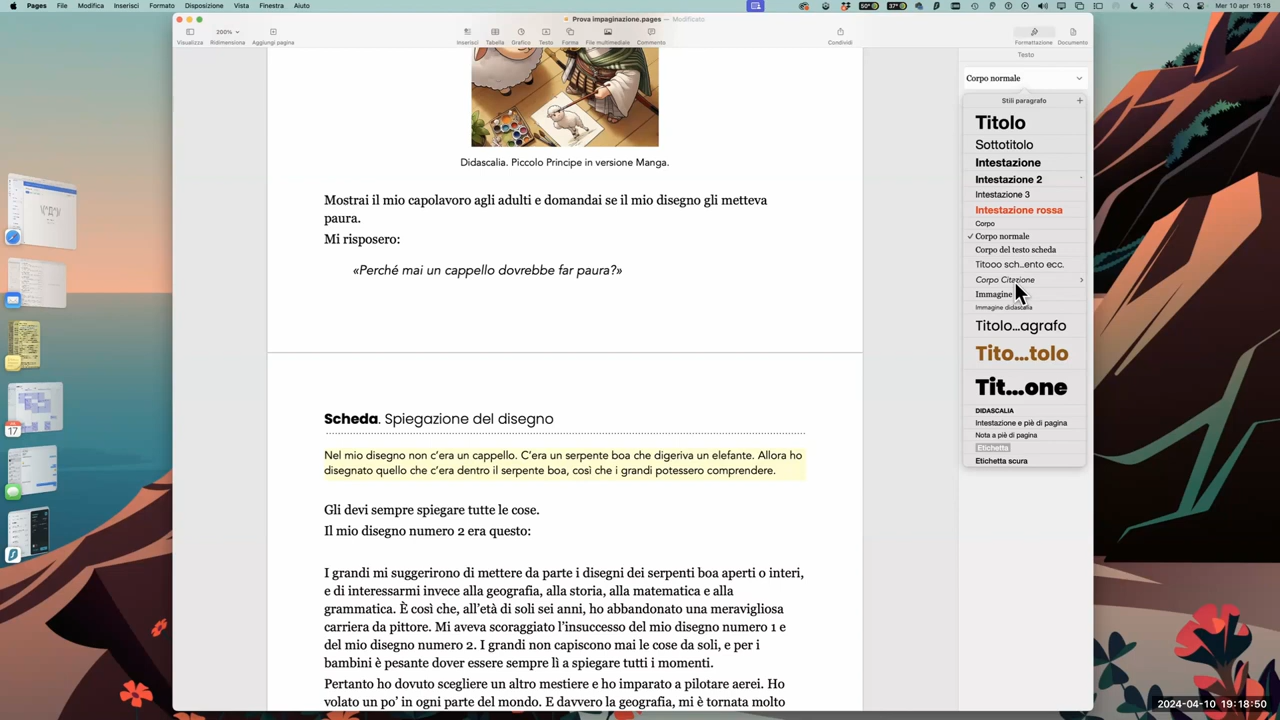 Pages File Modifica Inserisci Formato Disposizione Vista Finestra Aiuto
50° 37° Mer 10 apr 19:18
Prova impaginazione.pages — Modificato
200%
Visualizza Ridimensiona Aggiungi pagina Inserisci Tabella Grafico Testo Forma File multimediale Commento Condividi Formattazione Documento
Testo
Corpo normale
Stili paragrafo +
Titolo
Sottotitolo
Intestazione
Intestazione 2
Intestazione 3
Intestazione rossa
Corpo
✓ Corpo normale
Corpo del testo scheda
Titooo sch...ento ecc.
Corpo Citazione
Immagine
Immagine didascalia
Titolo...agrafo
Tito...tolo
Tit...one
DIDASCALIA
Intestazione e piè di pagina
Nota a piè di pagina
Etichetta
Etichetta scura
Didascalia. Piccolo Principe in versione Manga.
Mostrai il mio capolavoro agli adulti e domandai se il mio disegno gli metteva
paura.
Mi risposero:
«Perché mai un cappello dovrebbe far paura?»
Scheda. Spiegazione del disegno
Nel mio disegno non c'era un cappello. C'era un serpente boa che digeriva un elefante. Allora ho
disegnato quello che c'era dentro il serpente boa, così che i grandi potessero comprendere.
Gli devi sempre spiegare tutte le cose.
Il mio disegno numero 2 era questo:
I grandi mi suggerirono di mettere da parte i disegni dei serpenti boa aperti o interi,
e di interessarmi invece alla geografia, alla storia, alla matematica e alla
grammatica. È così che, all'età di soli sei anni, ho abbandonato una meravigliosa
carriera da pittore. Mi aveva scoraggiato l'insuccesso del mio disegno numero 1 e
del mio disegno numero 2. I grandi non capiscono mai le cose da soli, e per i
bambini è pesante dover essere sempre lì a spiegare tutti i momenti.
Pertanto ho dovuto scegliere un altro mestiere e ho imparato a pilotare aerei. Ho
volato un po' in ogni parte del mondo. E davvero la geografia, mi è tornata molto
17
2024-04-10 19:18:50